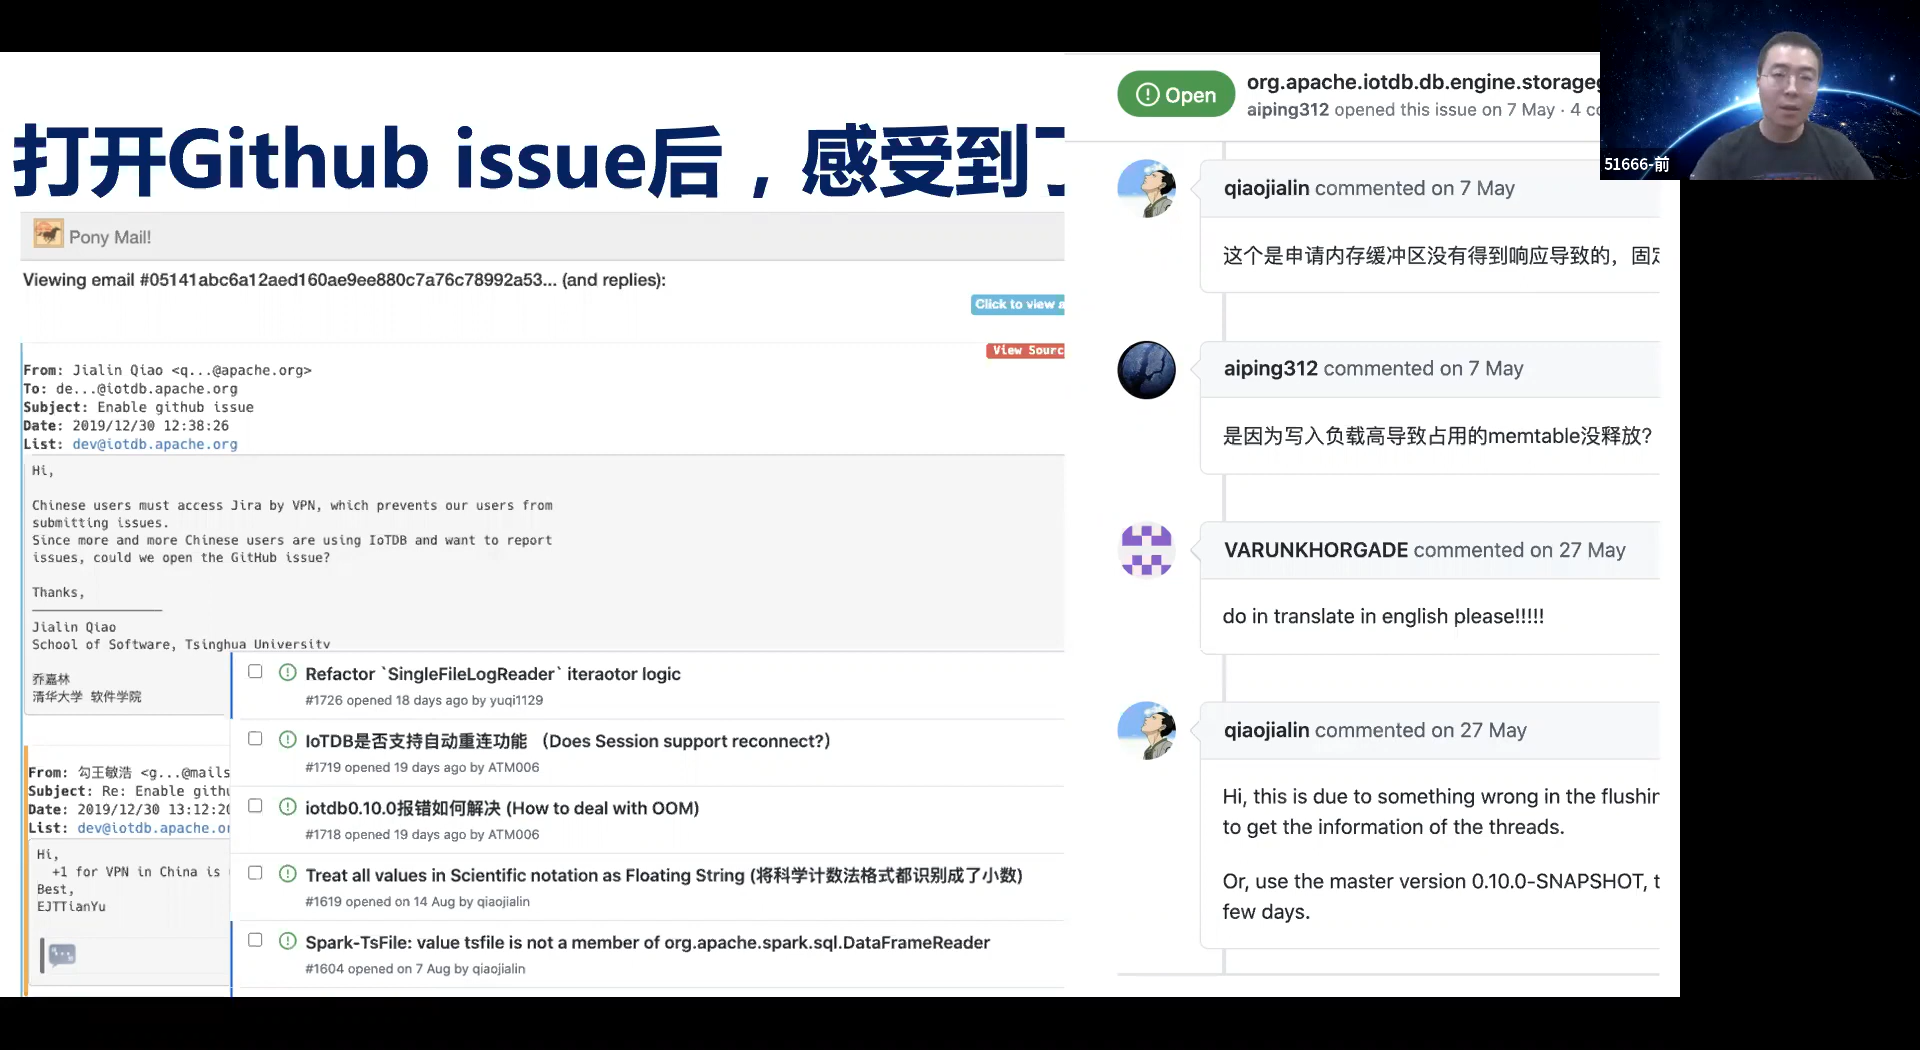 打开Github issue后，感受到了
Pony Mail!
Viewing email #05141abc6a12aed160ae9ee880c7a76c78992a53... (and replies):
Click to view a
View Sourc
From: Jialin Qiao <q...@apache.org>
To: de...@iotdb.apache.org
Subject: Enable github issue
Date: 2019/12/30 12:38:26
List: dev@iotdb.apache.org
Hi,
Chinese users must access Jira by VPN, which prevents our users from
submitting issues.
Since more and more Chinese users are using IoTDB and want to report
issues, could we open the GitHub issue?
Thanks,
Jialin Qiao
School of Software, Tsinghua University
乔嘉林
清华大学 软件学院
From: 勾王敏浩 <g...@mails
Subject: Re: Enable githu
Date: 2019/12/30 13:12:20
List: dev@iotdb.apache.or
Hi,
+1 for VPN in China is
Best,
EJTTianYu
Refactor `SingleFileLogReader` iteraotor logic
#1726 opened 18 days ago by yuqi1129
IoTDB是否支持自动重连功能 （Does Session support reconnect?）
#1719 opened 19 days ago by ATM006
iotdb0.10.0报错如何解决 (How to deal with OOM)
#1718 opened 19 days ago by ATM006
Treat all values in Scientific notation as Floating String (将科学计数法格式都识别成了小数)
#1619 opened on 14 Aug by qiaojialin
Spark-TsFile: value tsfile is not a member of org.apache.spark.sql.DataFrameReader
#1604 opened on 7 Aug by qiaojialin
Open
org.apache.iotdb.db.engine.storageg
aiping312 opened this issue on 7 May · 4 co
qiaojialin commented on 7 May
这个是申请内存缓冲区没有得到响应导致的，固定
aiping312 commented on 7 May
是因为写入负载高导致占用的memtable没释放?
VARUNKHORGADE commented on 27 May
do in translate in english please!!!!!
qiaojialin commented on 27 May
Hi, this is due to something wrong in the flushin
to get the information of the threads.
Or, use the master version 0.10.0-SNAPSHOT, t
few days.
51666-前